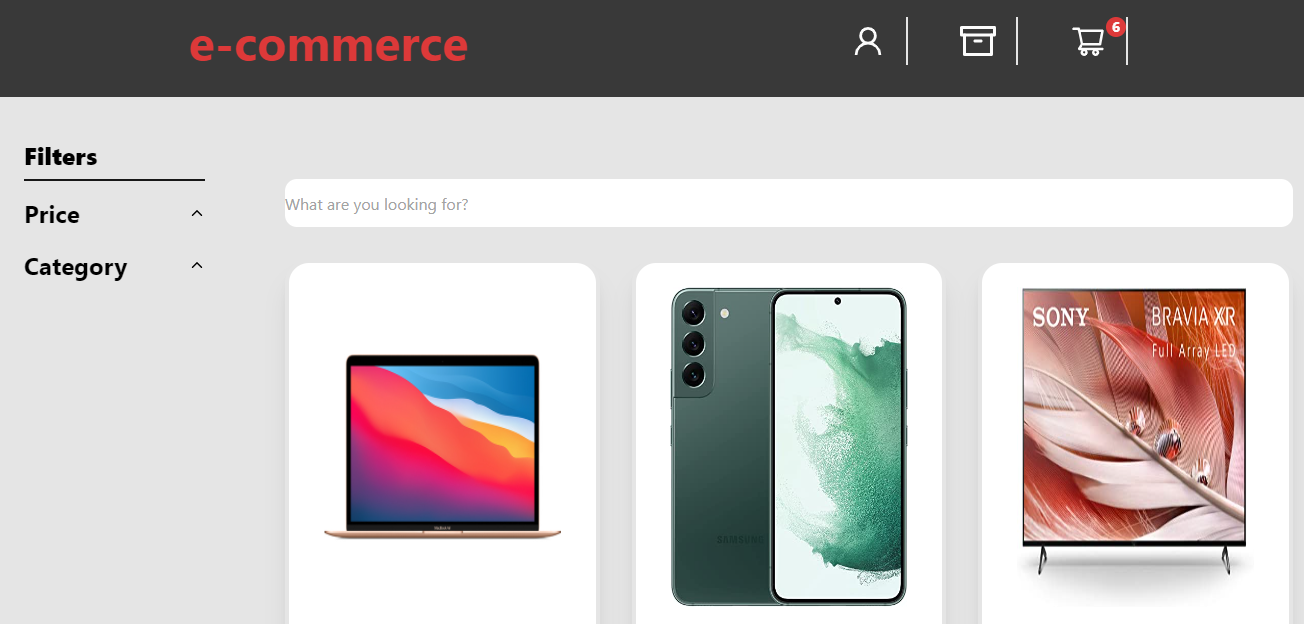 e-commerce
6
Filters
Price
Category
What are you looking for?
SAMSUNG
SONY
BRAVIA XR
Full Array LED